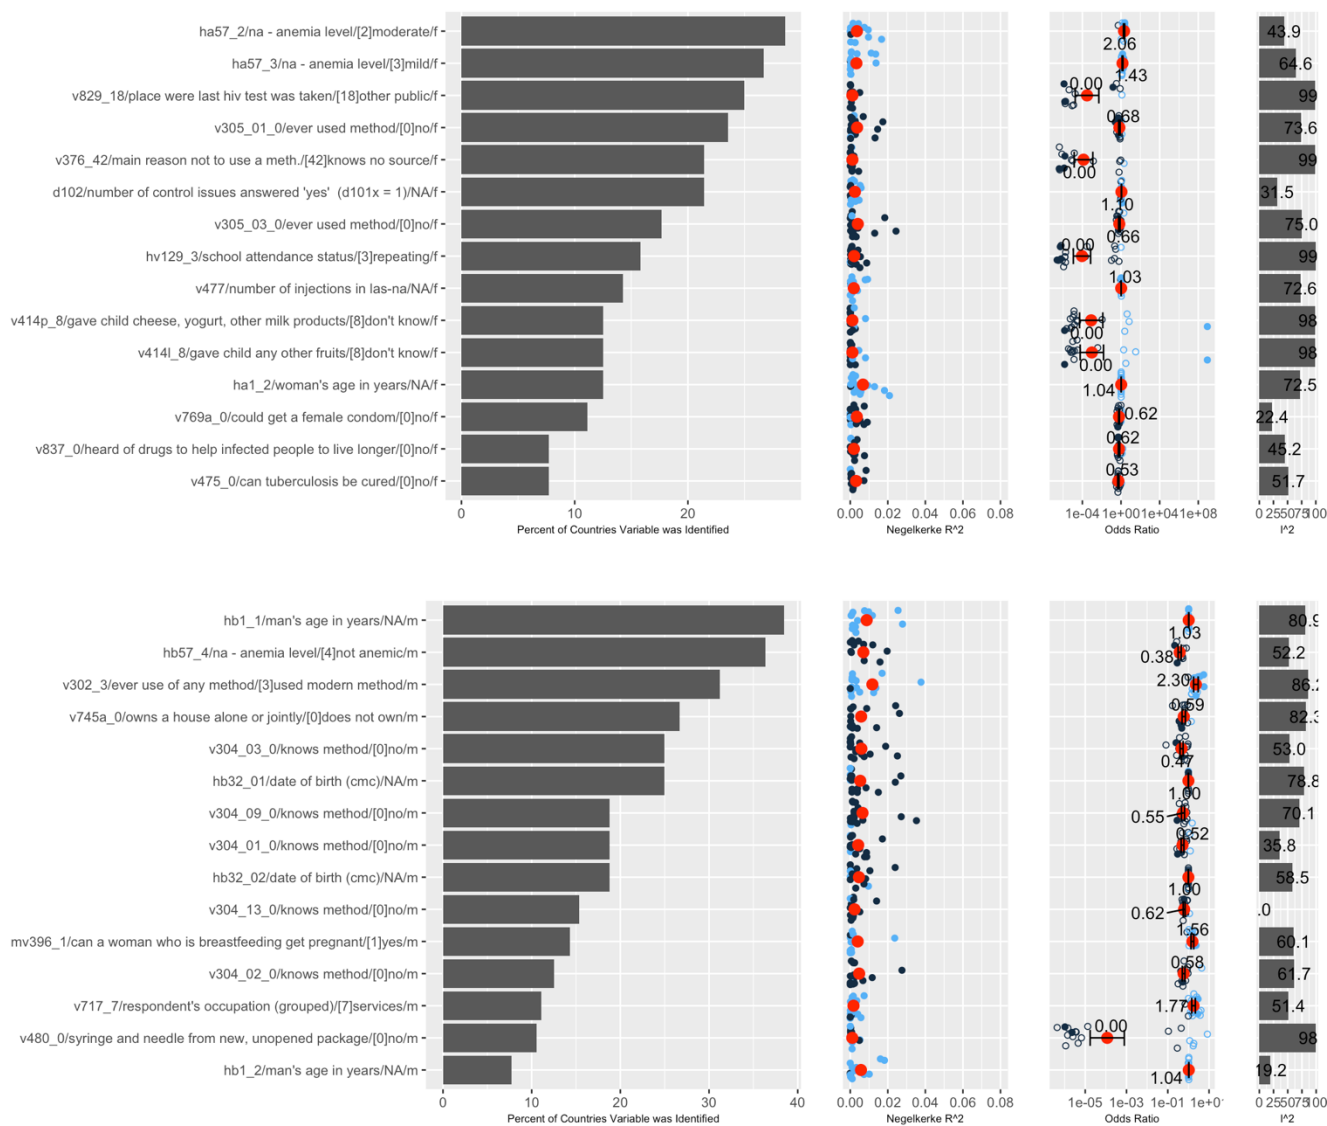 ha57_2/na - anemia level/[2]moderate/f
2.06
43.9
ha57_3/na - anemia level/[3]mild/f
1.43
64.6
v829_18/place were last hiv test was taken/[18]other public/f
0.00
99
v305_01_0/ever used method/[0]no/f
0.68
73.6
v376_42/main reason not to use a meth./[42]knows no source/f
0.00
99
d102/number of control issues answered 'yes'  (d101x = 1)/NA/f
1.10
31.5
v305_03_0/ever used method/[0]no/f
0.66
75.0
hv129_3/school attendance status/[3]repeating/f
0.00
99
v477/number of injections in las-na/NA/f
1.03
72.6
v414p_8/gave child cheese, yogurt, other milk products/[8]don't know/f
0.00
98
v414l_8/gave child any other fruits/[8]don't know/f
0.00
98
ha1_2/woman's age in years/NA/f
1.04
72.5
v769a_0/could get a female condom/[0]no/f
0.62
22.4
v837_0/heard of drugs to help infected people to live longer/[0]no/f
0.62
45.2
v475_0/can tuberculosis be cured/[0]no/f
0.53
51.7
0 10 20
0.00 0.02 0.04 0.06 0.08
1e-04 1e+00 1e+04 1e+08
0 25 50 75 100
Percent of Countries Variable was Identified
Negelkerke R^2
Odds Ratio
I^2
hb1_1/man's age in years/NA/m
1.03
80.9
hb57_4/na - anemia level/[4]not anemic/m
0.38
52.2
v302_3/ever use of any method/[3]used modern method/m
2.30
86.2
v745a_0/owns a house alone or jointly/[0]does not own/m
0.59
82.3
v304_03_0/knows method/[0]no/m
0.47
53.0
hb32_01/date of birth (cmc)/NA/m
1.00
78.8
v304_09_0/knows method/[0]no/m
0.55
70.1
v304_01_0/knows method/[0]no/m
0.52
35.8
hb32_02/date of birth (cmc)/NA/m
1.00
58.5
v304_13_0/knows method/[0]no/m
0.62
.0
mv396_1/can a woman who is breastfeeding get pregnant/[1]yes/m
1.56
60.1
v304_02_0/knows method/[0]no/m
0.58
61.7
v717_7/respondent's occupation (grouped)/[7]services/m
1.77
51.4
v480_0/syringe and needle from new, unopened package/[0]no/m
0.00
98
hb1_2/man's age in years/NA/m
1.04
19.2
0 10 20 30 40
0.00 0.02 0.04 0.06 0.08
1e-05 1e-03 1e-01 1e+0
0 25 50 75 100
Percent of Countries Variable was Identified
Negelkerke R^2
Odds Ratio
I^2